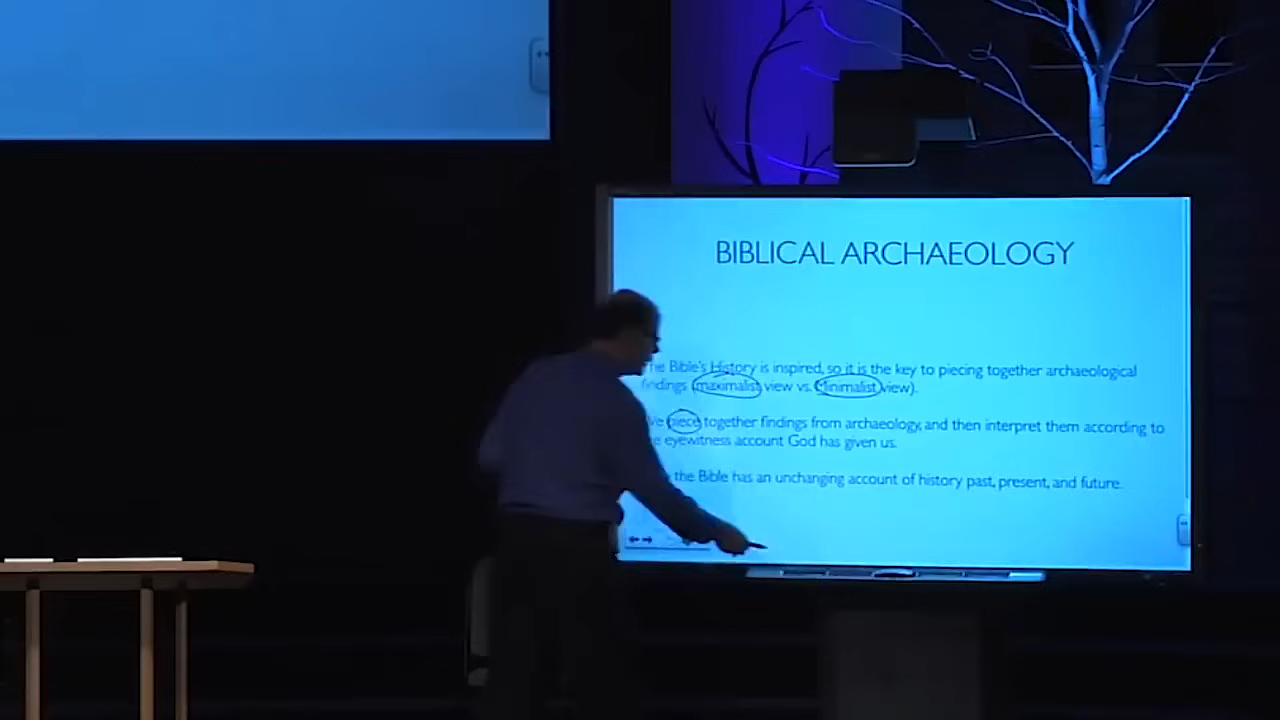 BIBLICAL ARCHAEOLOGY
he Bible's History is inspired, so it is the key to piecing together archaeological
findings (maximalist view vs. Minimalist view).
We piece together findings from archaeology, and then interpret them according to
e eyewitness account God has given us.
the Bible has an unchanging account of history past, present, and future.